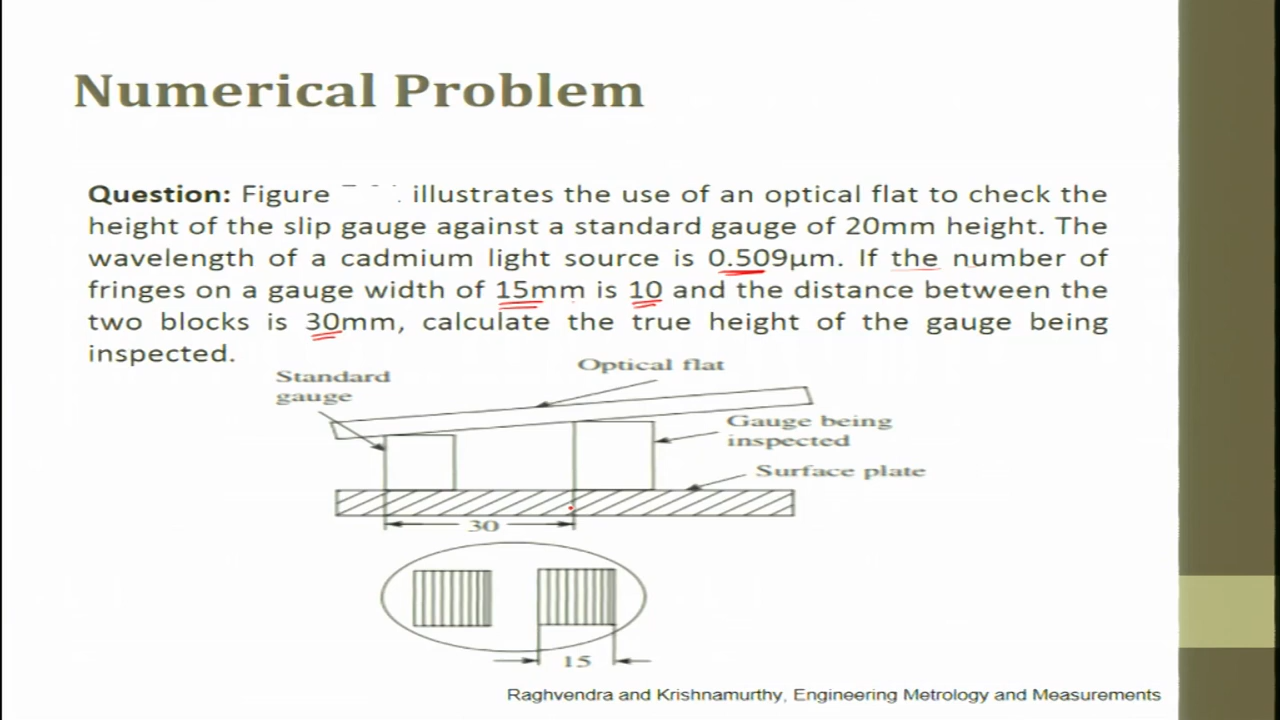 Numerical Problem
Question: Figure illustrates the use of an optical flat to check the
height of the slip gauge against a standard gauge of 20mm height. The
wavelength of a cadmium light source is 0.509μm. If the number of
fringes on a gauge width of 15mm is 10 and the distance between the
two blocks is 30mm, calculate the true height of the gauge being
inspected.
Optical flat
Standard
gauge
Gauge being
inspected
Surface plate
30
15
Raghvendra and Krishnamurthy, Engineering Metrology and Measurements